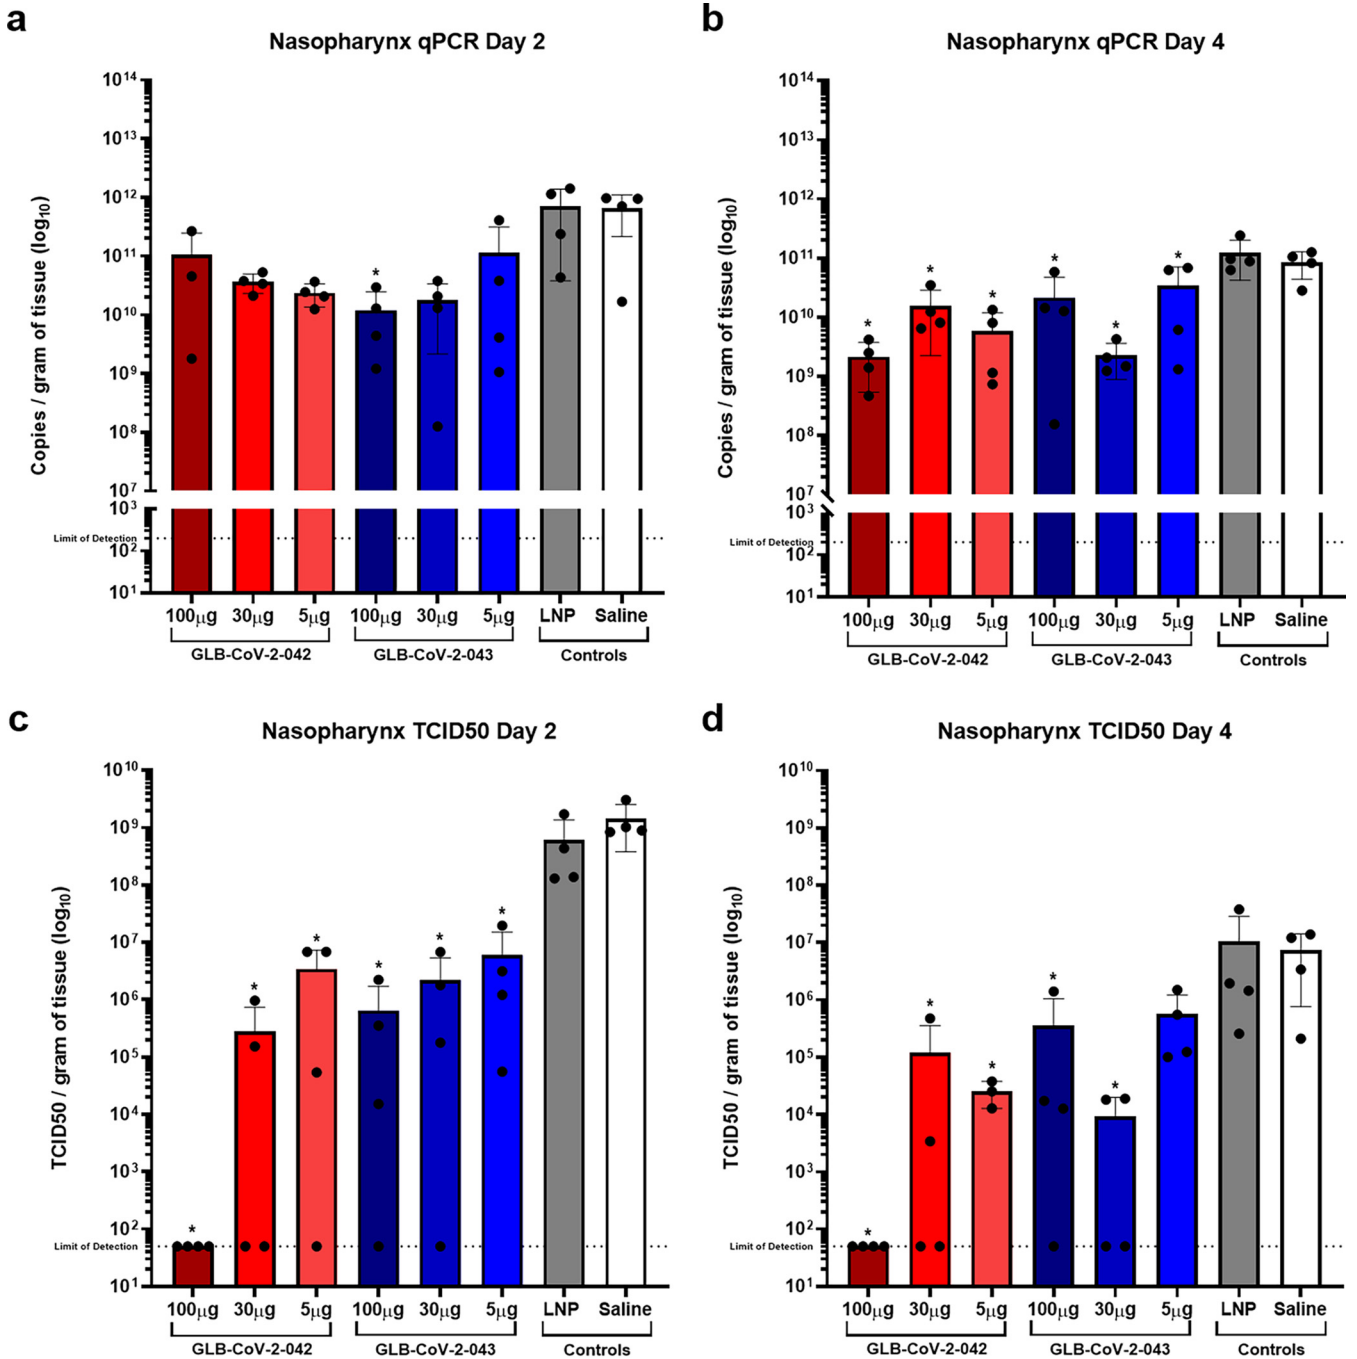 a
Nasopharynx qPCR Day 2
Copies / gram of tissue (log10)
10^14
10^13
10^12
10^11
10^10
10^9
10^8
10^7
10^3
Limit of Detection
10^2
10^1
*
100µg 30µg 5µg 100µg 30µg 5µg LNP Saline
GLB-CoV-2-042 GLB-CoV-2-043 Controls
b
Nasopharynx qPCR Day 4
Copies / gram of tissue (log10)
10^14
10^13
10^12
10^11
10^10
10^9
10^8
10^7
10^3
Limit of Detection
10^2
10^1
* * * * * *
100µg 30µg 5µg 100µg 30µg 5µg LNP Saline
GLB-CoV-2-042 GLB-CoV-2-043 Controls
c
Nasopharynx TCID50 Day 2
TCID50 / gram of tissue (log10)
10^10
10^9
10^8
10^7
10^6
10^5
10^4
10^3
10^2
Limit of Detection
10^1
* * * * * *
100µg 30µg 5µg 100µg 30µg 5µg LNP Saline
GLB-CoV-2-042 GLB-CoV-2-043 Controls
d
Nasopharynx TCID50 Day 4
TCID50 / gram of tissue (log10)
10^10
10^9
10^8
10^7
10^6
10^5
10^4
10^3
10^2
Limit of Detection
10^1
* * * * *
100µg 30µg 5µg 100µg 30µg 5µg LNP Saline
GLB-CoV-2-042 GLB-CoV-2-043 Controls